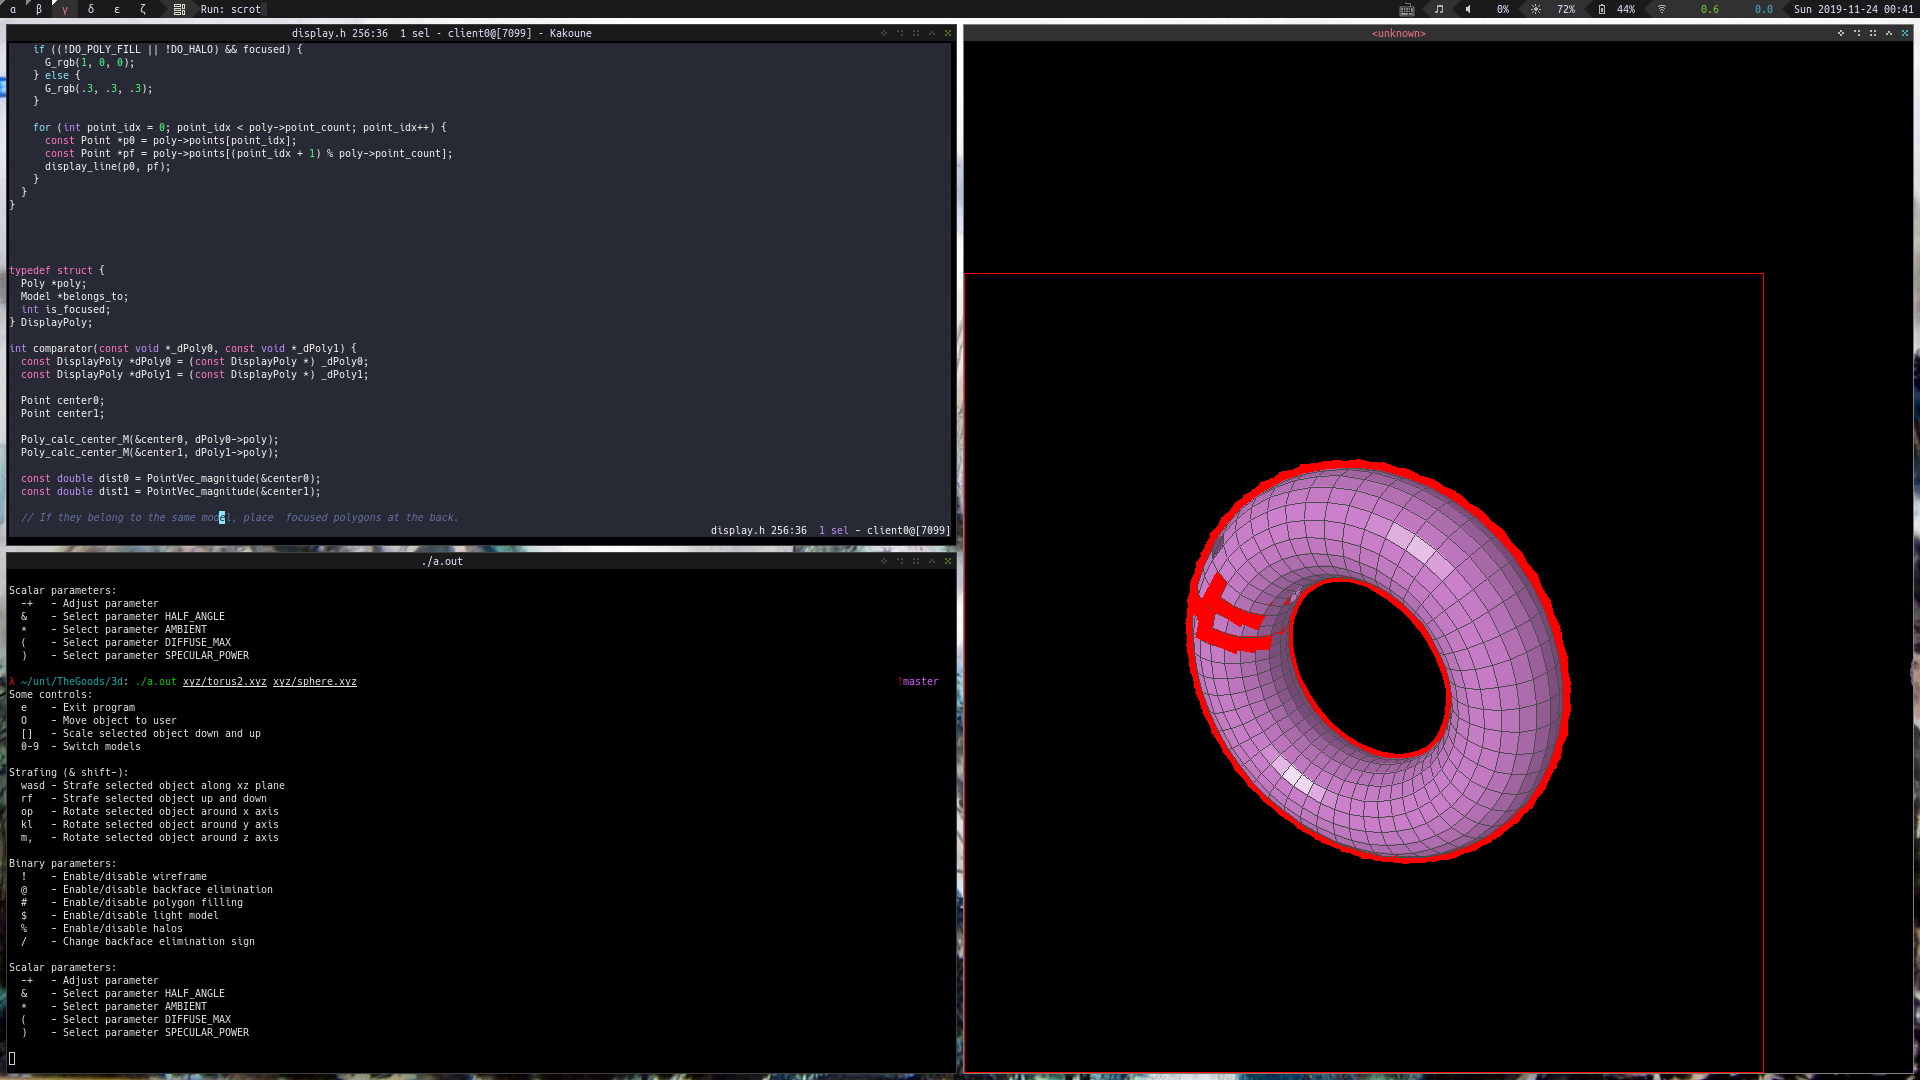 α β γ δ ε ζ Run: scrot 0% 72% 44% 0.6 0.0 Sun 2019-11-24 00:41
display.h 256:36  1 sel - client0@[7099] - Kakoune
    if ((!DO_POLY_FILL || !DO_HALO) && focused) {
      G_rgb(1, 0, 0);
    } else {
      G_rgb(.3, .3, .3);
    }
    for (int point_idx = 0; point_idx < poly->point_count; point_idx++) {
      const Point *p0 = poly->points[point_idx];
      const Point *pf = poly->points[(point_idx + 1) % poly->point_count];
      display_line(p0, pf);
    }
  }
}
typedef struct {
  Poly *poly;
  Model *belongs_to;
  int is_focused;
} DisplayPoly;
int comparator(const void *_dPoly0, const void *_dPoly1) {
  const DisplayPoly *dPoly0 = (const DisplayPoly *) _dPoly0;
  const DisplayPoly *dPoly1 = (const DisplayPoly *) _dPoly1;
  Point center0;
  Point center1;
  Poly_calc_center_M(&center0, dPoly0->poly);
  Poly_calc_center_M(&center1, dPoly1->poly);
  const double dist0 = PointVec_magnitude(&center0);
  const double dist1 = PointVec_magnitude(&center1);
  // If they belong to the same model, place  focused polygons at the back.
display.h 256:36  1 sel - client0@[7099]
./a.out
Scalar parameters:
  -+   - Adjust parameter
  &    - Select parameter HALF_ANGLE
  *    - Select parameter AMBIENT
  (    - Select parameter DIFFUSE_MAX
  )    - Select parameter SPECULAR_POWER
λ ~/uni/TheGoods/3d: ./a.out xyz/torus2.xyz xyz/sphere.xyz !master
Some controls:
  e    - Exit program
  O    - Move object to user
  []   - Scale selected object down and up
  0-9  - Switch models
Strafing (& shift-):
  wasd - Strafe selected object along xz plane
  rf   - Strafe selected object up and down
  op   - Rotate selected object around x axis
  kl   - Rotate selected object around y axis
  m,   - Rotate selected object around z axis
Binary parameters:
  !    - Enable/disable wireframe
  @    - Enable/disable backface elimination
  #    - Enable/disable polygon filling
  $    - Enable/disable light model
  %    - Enable/disable halos
  /    - Change backface elimination sign
Scalar parameters:
  -+   - Adjust parameter
  &    - Select parameter HALF_ANGLE
  *    - Select parameter AMBIENT
  (    - Select parameter DIFFUSE_MAX
  )    - Select parameter SPECULAR_POWER
<unknown>